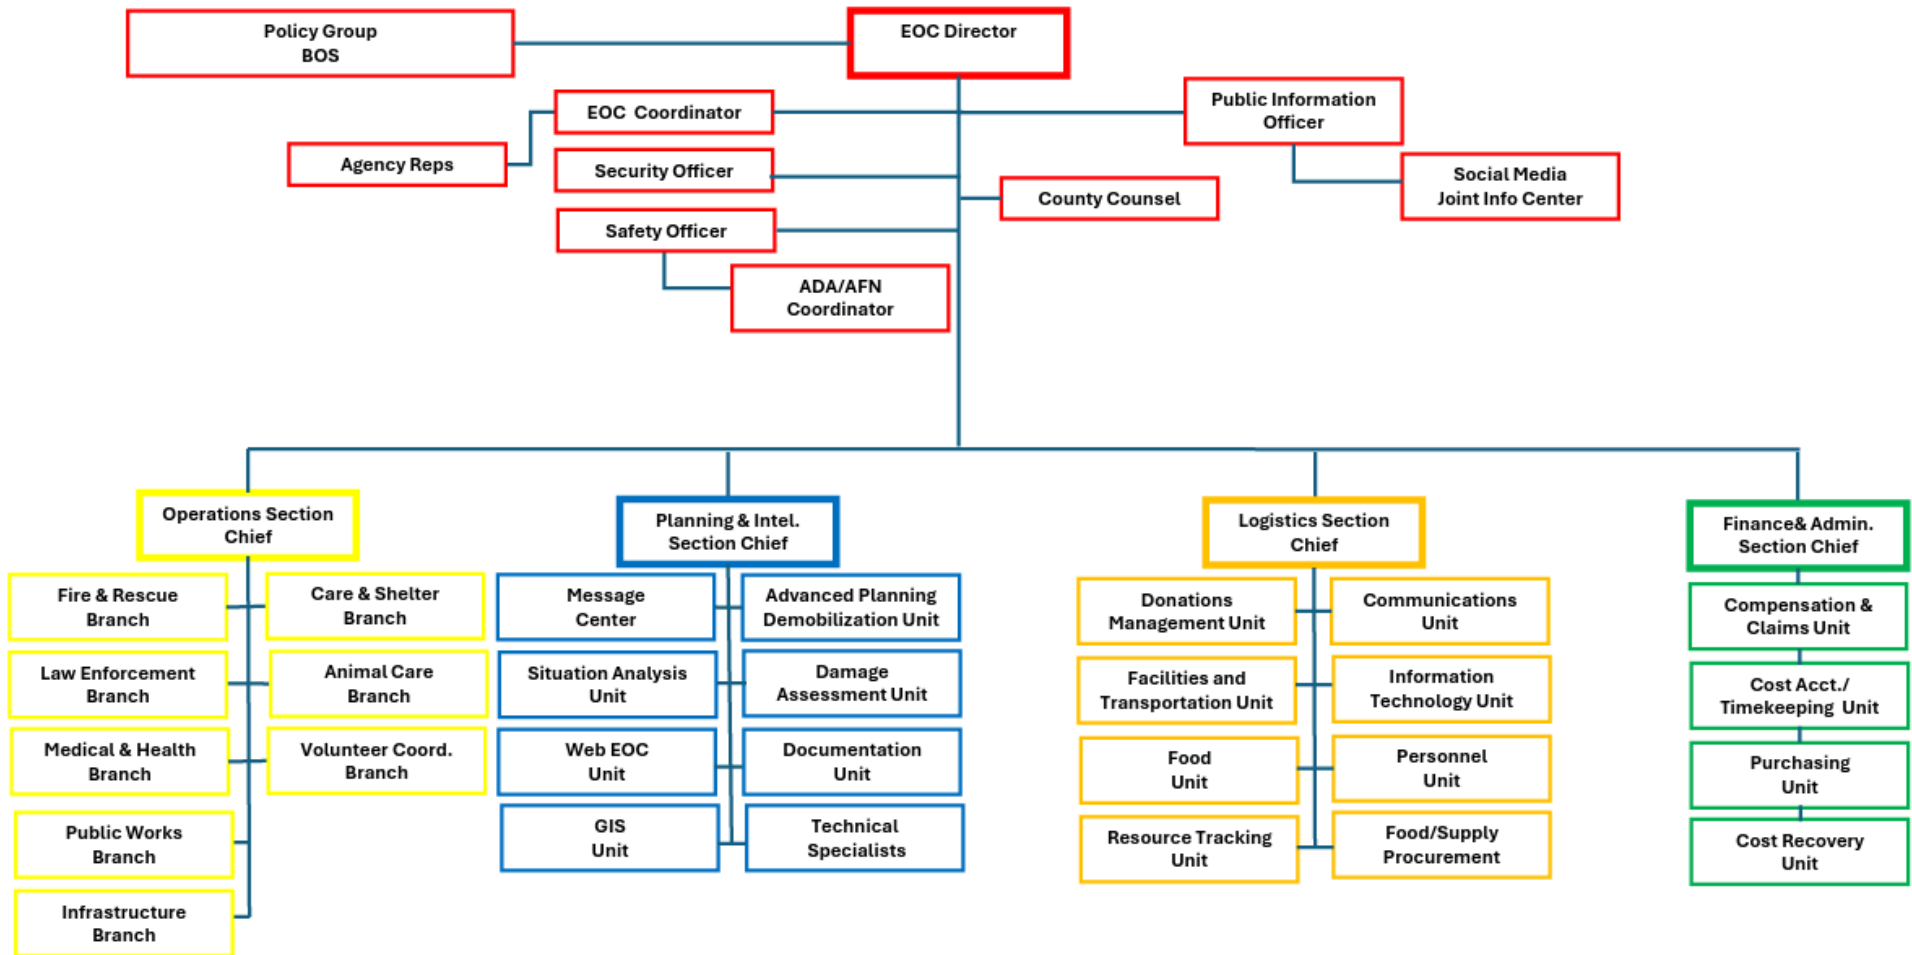 Policy Group
BOS
EOC Director
EOC Coordinator
Public Information
Officer
Agency Reps
Security Officer
Social Media
Joint Info Center
County Counsel
Safety Officer
ADA/AFN
Coordinator
Operations Section
Chief
Planning & Intel.
Section Chief
Logistics Section
Chief
Finance& Admin.
Section Chief
Fire & Rescue
Branch
Care & Shelter
Branch
Law Enforcement
Branch
Animal Care
Branch
Medical & Health
Branch
Volunteer Coord.
Branch
Public Works
Branch
Infrastructure
Branch
Message
Center
Advanced Planning
Demobilization Unit
Situation Analysis
Unit
Damage
Assessment Unit
Web EOC
Unit
Documentation
Unit
GIS
Unit
Technical
Specialists
Donations
Management Unit
Communications
Unit
Facilities and
Transportation Unit
Information
Technology Unit
Food
Unit
Personnel
Unit
Resource Tracking
Unit
Food/Supply
Procurement
Compensation &
Claims Unit
Cost Acct./
Timekeeping Unit
Purchasing
Unit
Cost Recovery
Unit